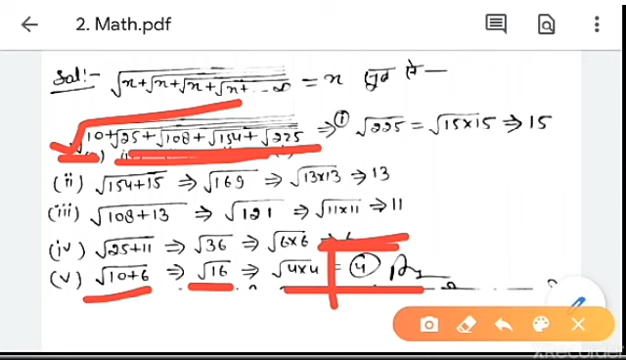 2. Math.pdf
Sol:- √n+√n+√n+√n+...∞ = n
√10+√25+√108+√154+√225 ⇒ (i) √225 = √15×15 ⇒ 15
(ii) √154+15 ⇒ √169 ⇒ √13×13 ⇒ 13
(iii) √108+13 ⇒ √121 ⇒ √11×11 ⇒ 11
(iv) √25+11 ⇒ √36 ⇒ √6×6 ⇒ 6
(v) √10+6 ⇒ √16 ⇒ √4×4 = 4